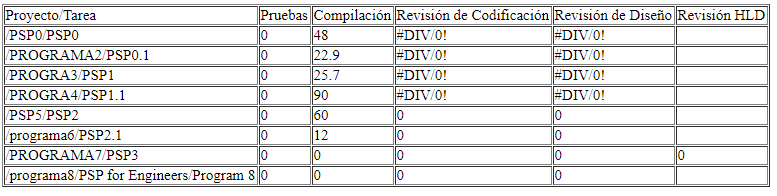 Proyecto/Tarea Pruebas Compilación Revisión de Codificación Revisión de Diseño Revisión HLD
/PSP0/PSP0 0 48 #DIV/0! #DIV/0!
/PROGRAMA2/PSP0.1 0 22.9 #DIV/0! #DIV/0!
/PROGRA3/PSP1 0 25.7 #DIV/0! #DIV/0!
/PROGRA4/PSP1.1 0 90 #DIV/0! #DIV/0!
/PSP5/PSP2 0 60 0 0
/programa6/PSP2.1 0 12 0 0
/PROGRAMA7/PSP3 0 0 0 0 0
/programa8/PSP for Engineers/Program 8 0 0 0 0